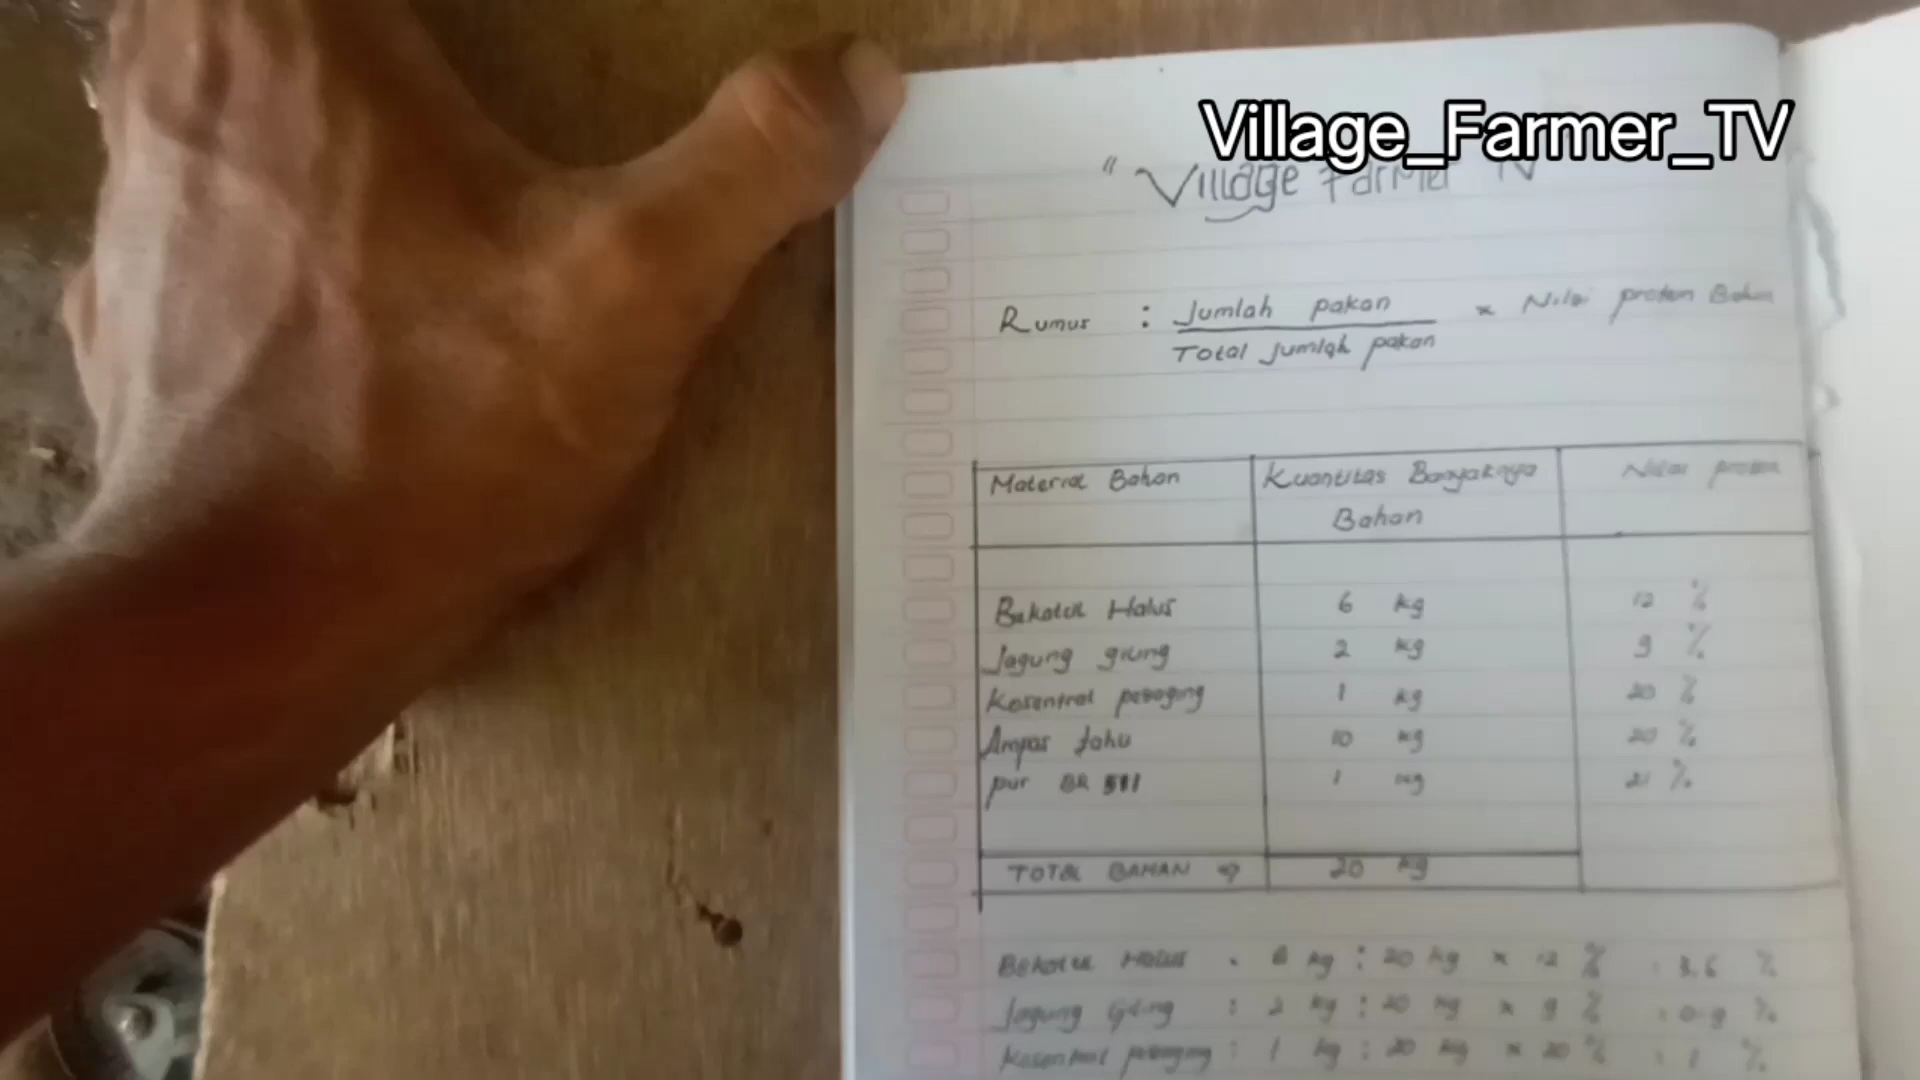 Village_Farmer_TV
" Village Farmer TV
Rumus : Jumlah pakan x Nilai protein Bahan
Total jumlah pakan
Material Bahan Kuantitas Banyaknya Nilai protein
Bahan
Bekatul Halus 6 kg 12 %
Jagung giling 2 kg 9 %
Kosentrat pedaging 1 kg 20 %
Ampas tahu 10 kg 20 %
pur BR 511 1 kg 21 %
TOTAL BAHAN ⇒ 20 kg
Bekatul Halus : 6 kg : 20 kg x 12 % : 3.6 %
Jagung Giling : 2 kg : 20 kg x 9 % : 0.9 %
Kosentrat pedaging : 1 kg : 20 kg x 20 % : 1 %